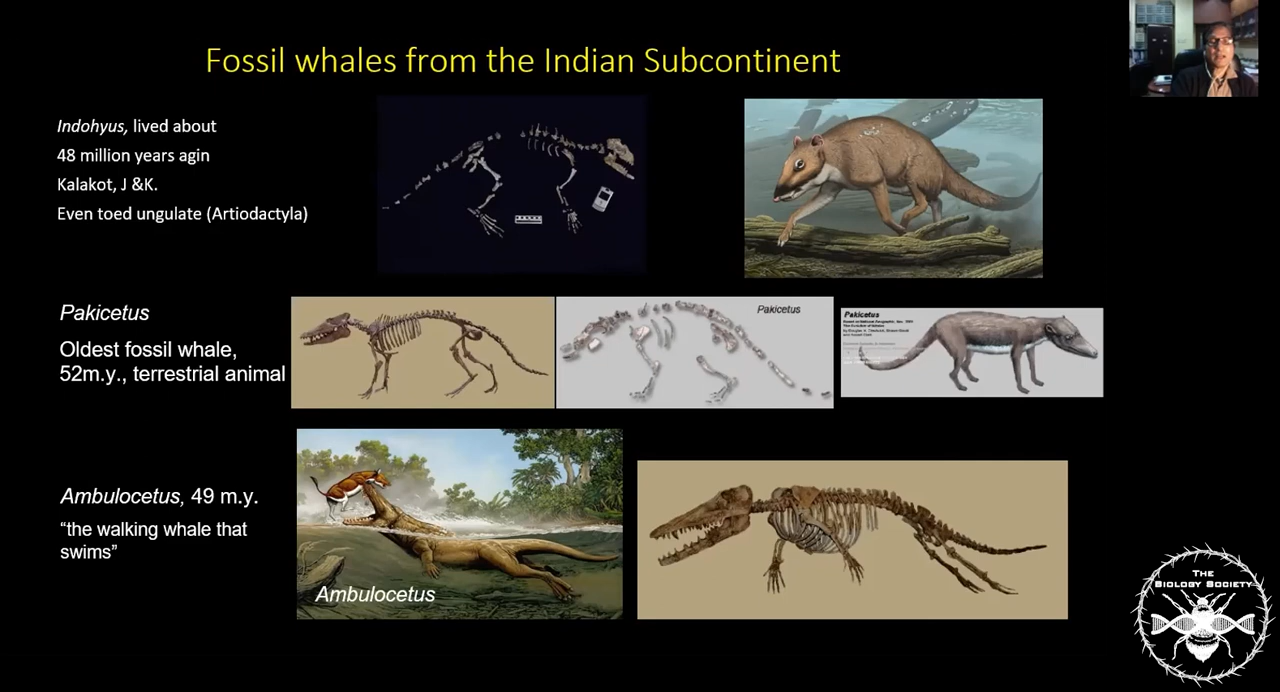 Fossil whales from the Indian Subcontinent
Indohyus, lived about
48 million years agin
Kalakot, J &K.
Even toed ungulate (Artiodactyla)
Pakicetus
Oldest fossil whale,
52m.y., terrestrial animal
Pakicetus
Pakicetus
Ambulocetus, 49 m.y.
“the walking whale that
swims”
Ambulocetus
THE
BIOLOGY SOCIETY